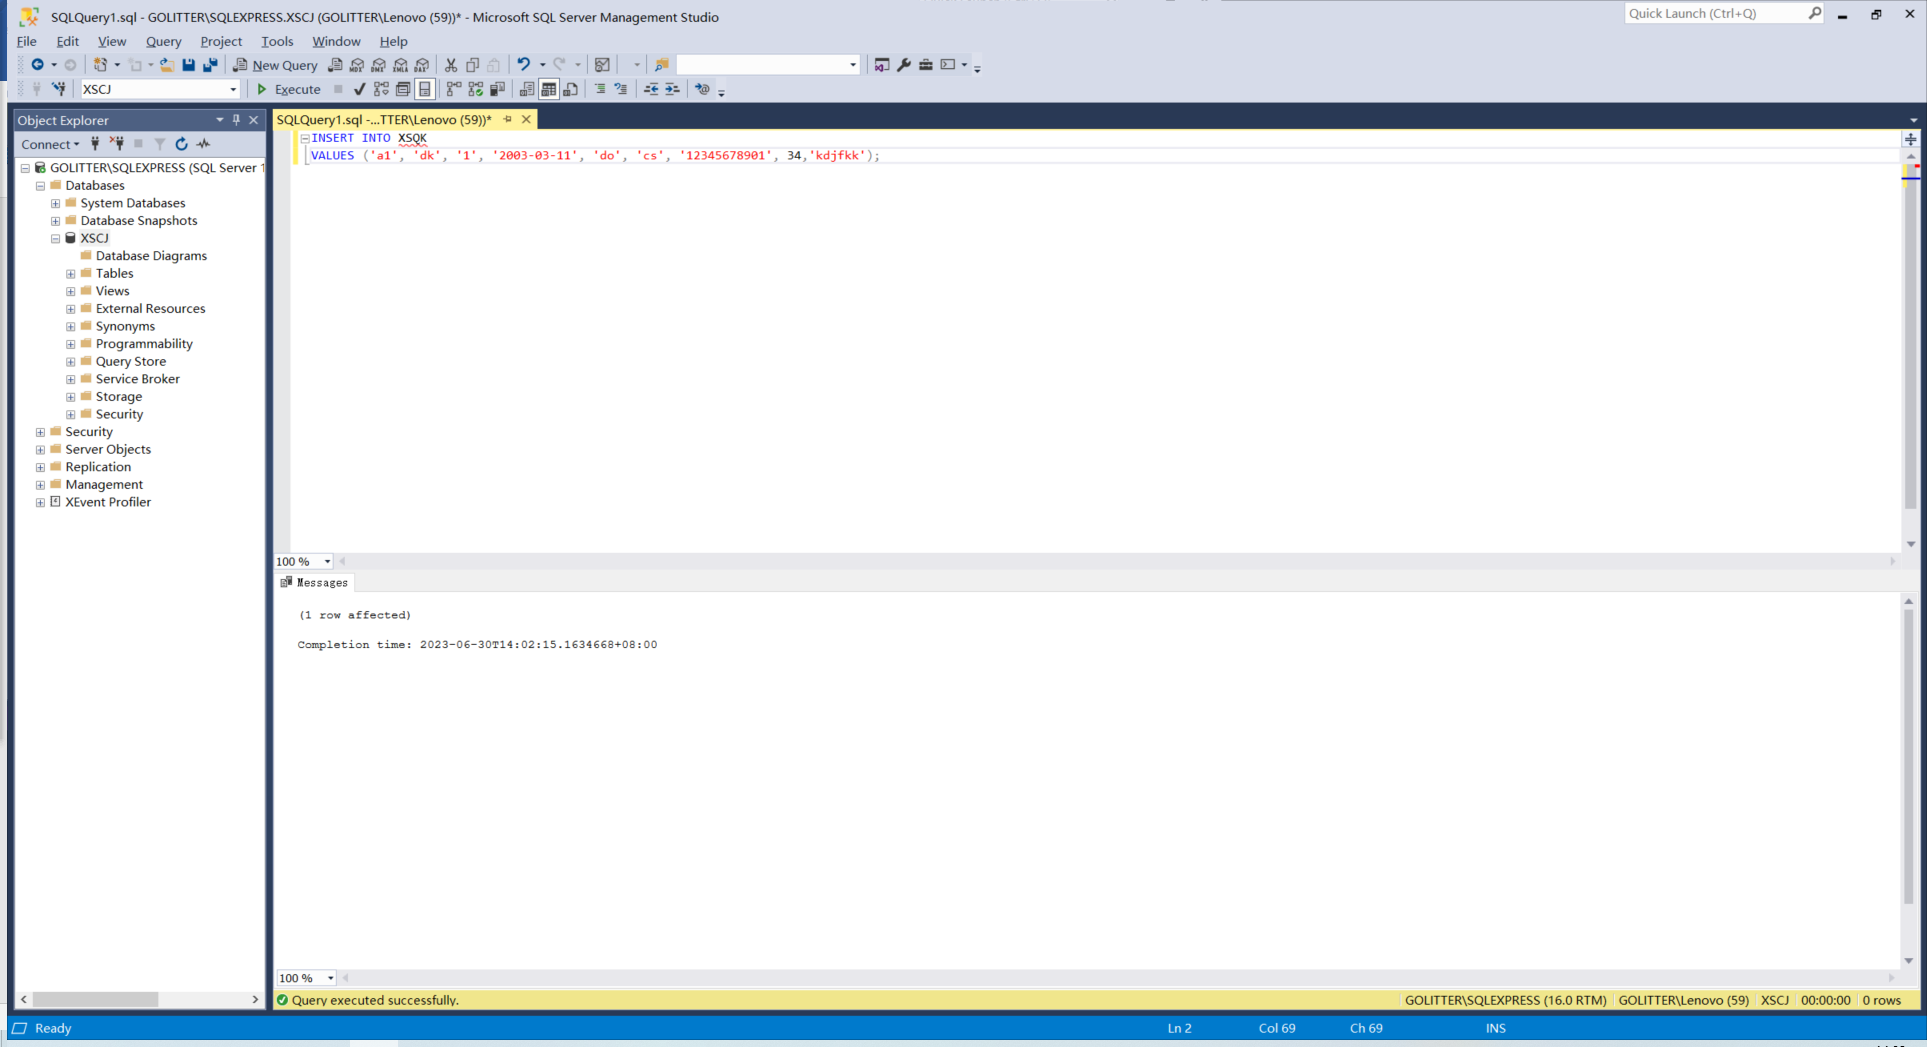 SQLQuery1.sql - GOLITTER\SQLEXPRESS.XSCJ (GOLITTER\Lenovo (59))* - Microsoft SQL Server Management Studio
Quick Launch (Ctrl+Q)
File Edit View Query Project Tools Window Help
New Query MDX DMX XMLA DAX
XSCJ Execute
Object Explorer
SQLQuery1.sql -...TTER\Lenovo (59))*
Connect
GOLITTER\SQLEXPRESS (SQL Server 1
Databases
System Databases
Database Snapshots
XSCJ
Database Diagrams
Tables
Views
External Resources
Synonyms
Programmability
Query Store
Service Broker
Storage
Security
Security
Server Objects
Replication
Management
XEvent Profiler
INSERT INTO XSQK
VALUES ('a1', 'dk', '1', '2003-03-11', 'do', 'cs', '12345678901', 34,'kdjfkk');
100 %
Messages
(1 row affected)
Completion time: 2023-06-30T14:02:15.1634668+08:00
100 %
Query executed successfully. GOLITTER\SQLEXPRESS (16.0 RTM) GOLITTER\Lenovo (59) XSCJ 00:00:00 0 rows
Ready Ln 2 Col 69 Ch 69 INS